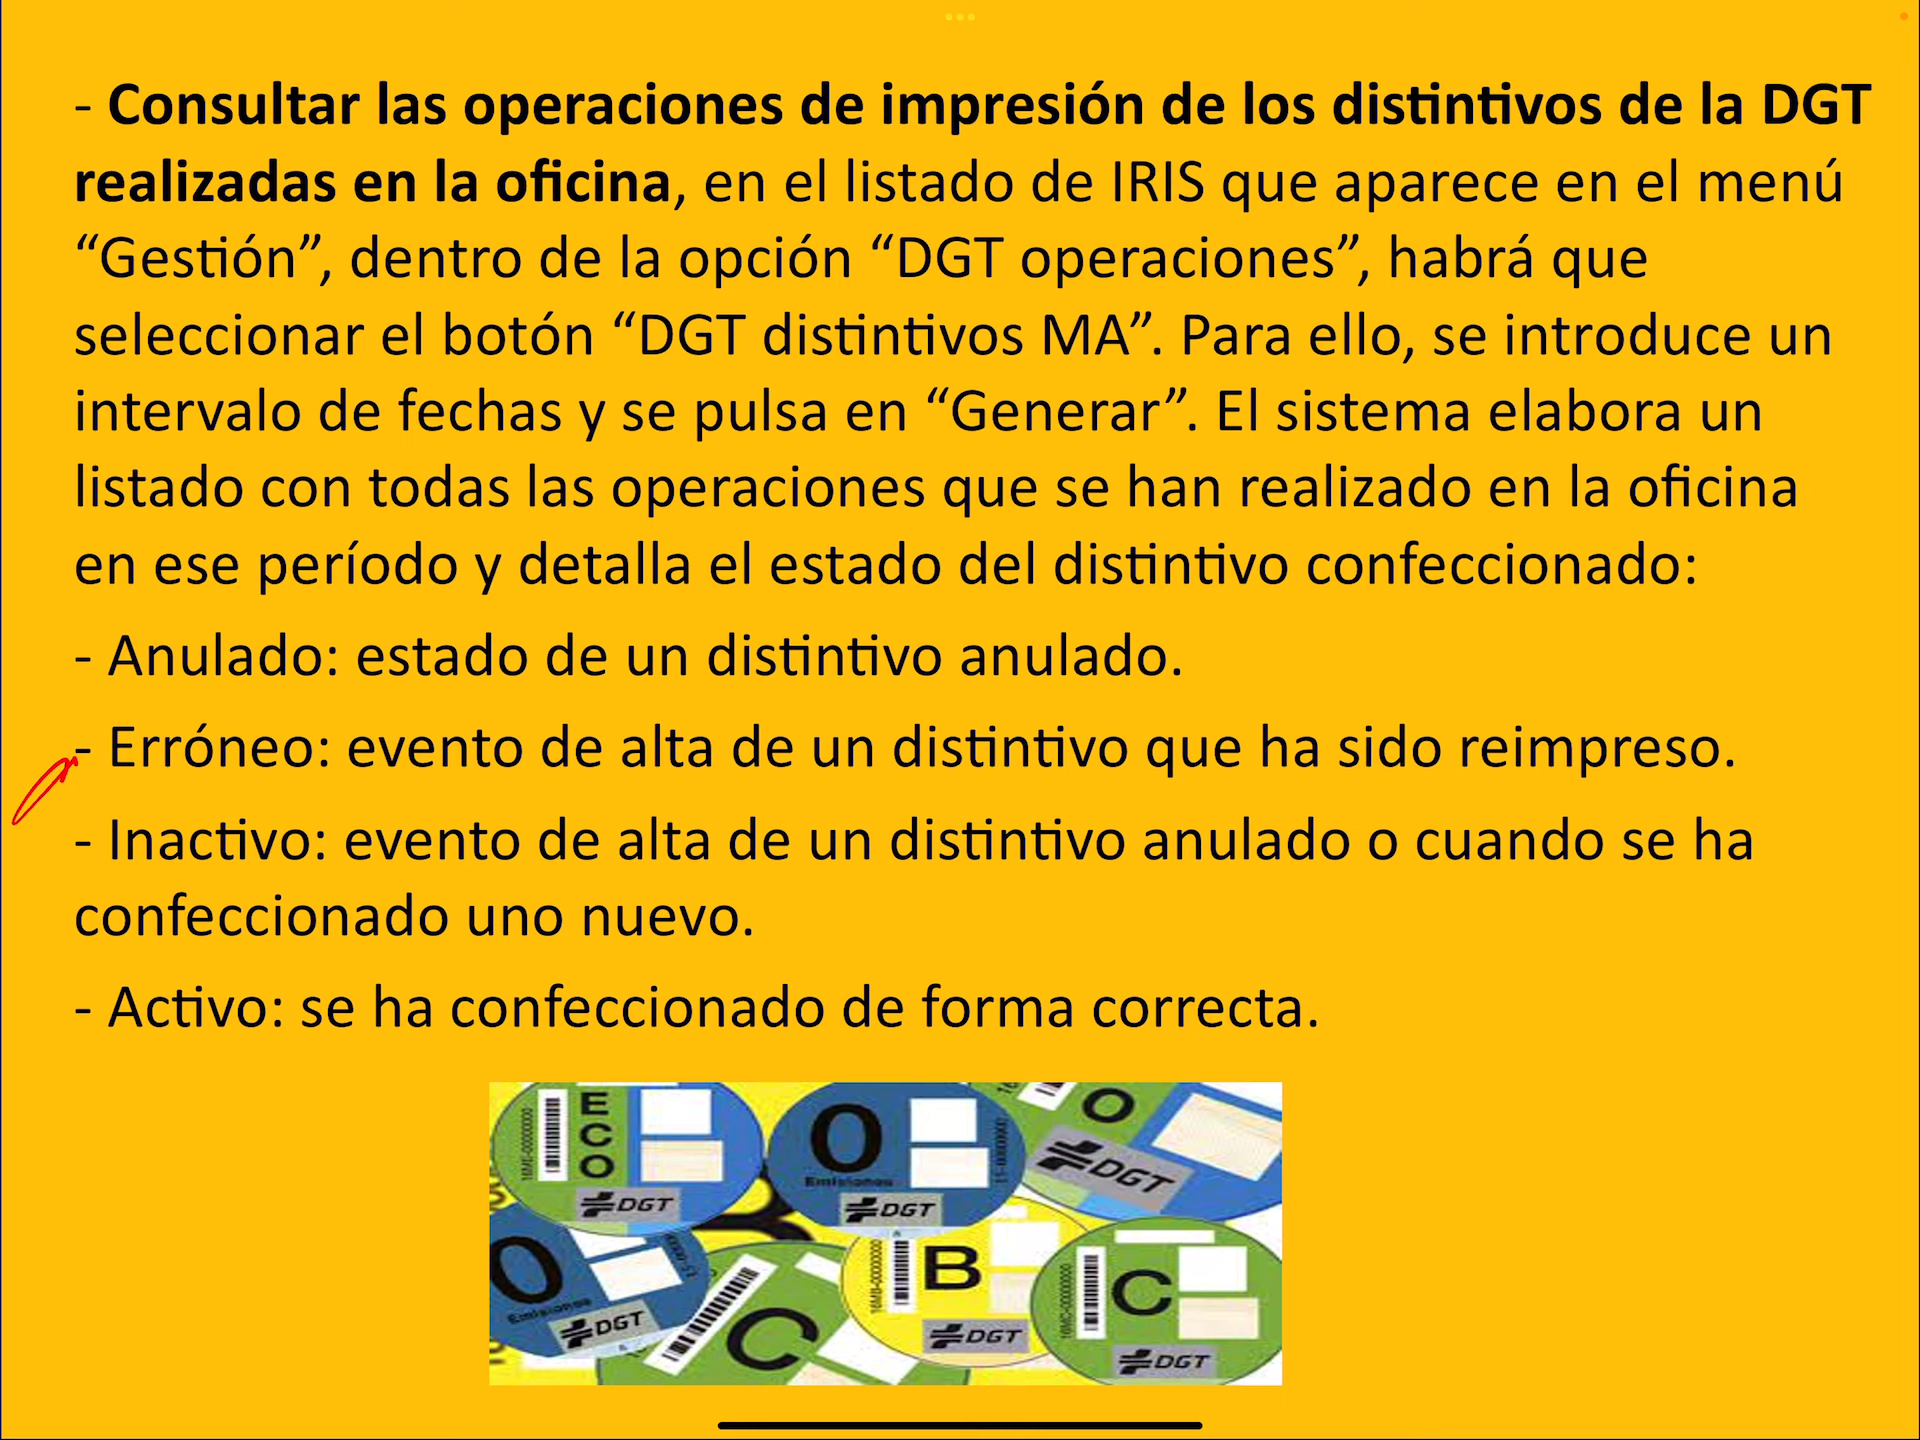 - Consultar las operaciones de impresión de los distintivos de la DGT
realizadas en la oficina, en el listado de IRIS que aparece en el menú
“Gestión”, dentro de la opción “DGT operaciones”, habrá que
seleccionar el botón “DGT distintivos MA”. Para ello, se introduce un
intervalo de fechas y se pulsa en “Generar”. El sistema elabora un
listado con todas las operaciones que se han realizado en la oficina
en ese período y detalla el estado del distintivo confeccionado:
- Anulado: estado de un distintivo anulado.
- Erróneo: evento de alta de un distintivo que ha sido reimpreso.
- Inactivo: evento de alta de un distintivo anulado o cuando se ha
confeccionado uno nuevo.
- Activo: se ha confeccionado de forma correcta.
ECO
DGT
0
Emisiones
DGT
O
DGT
0
Emisiones
DGT
C
16MB-00000000
B
DGT
16MC-00000000
C
DGT